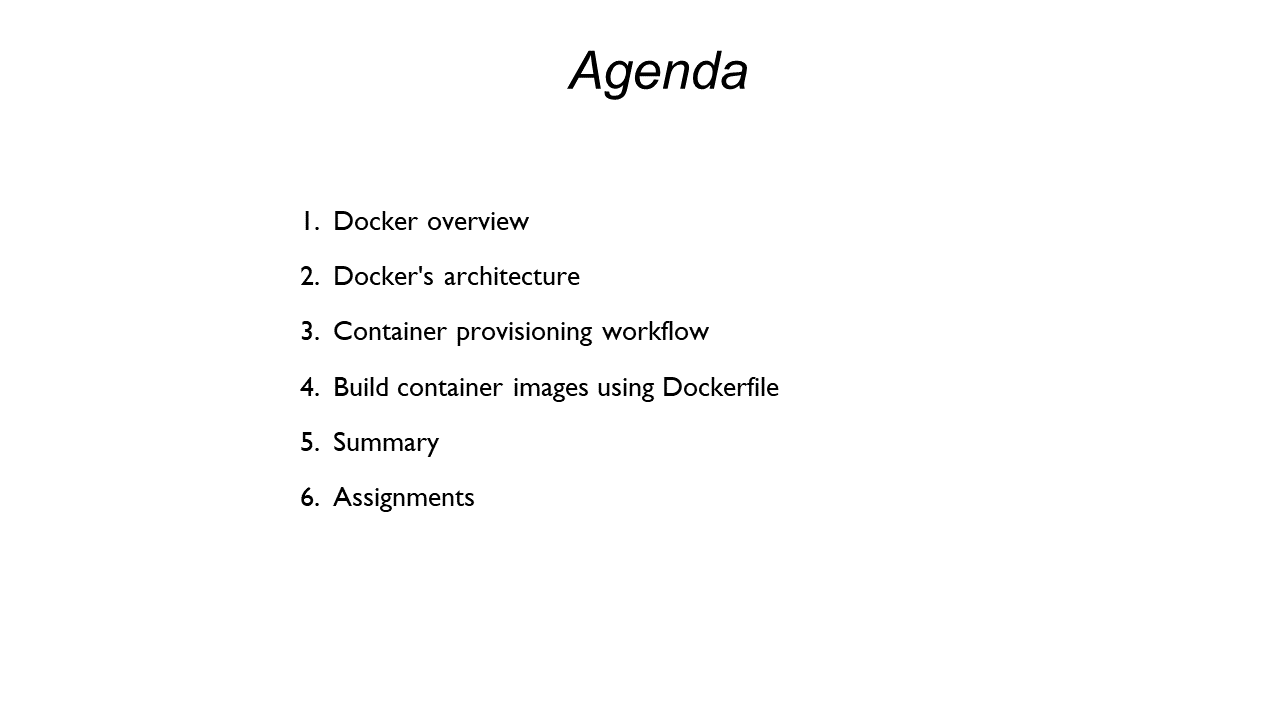 Agenda
1. Docker overview
2. Docker's architecture
3. Container provisioning workflow
4. Build container images using Dockerfile
5. Summary
6. Assignments